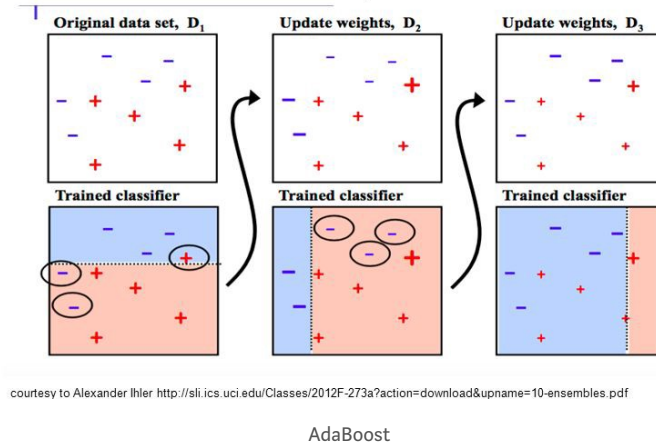 Original data set, D1
Update weights, D2
Update weights, D3
Trained classifier
Trained classifier
Trained classifier
courtesy to Alexander Ihler http://sli.ics.uci.edu/Classes/2012F-273a?action=download&upname=10-ensembles.pdf
AdaBoost